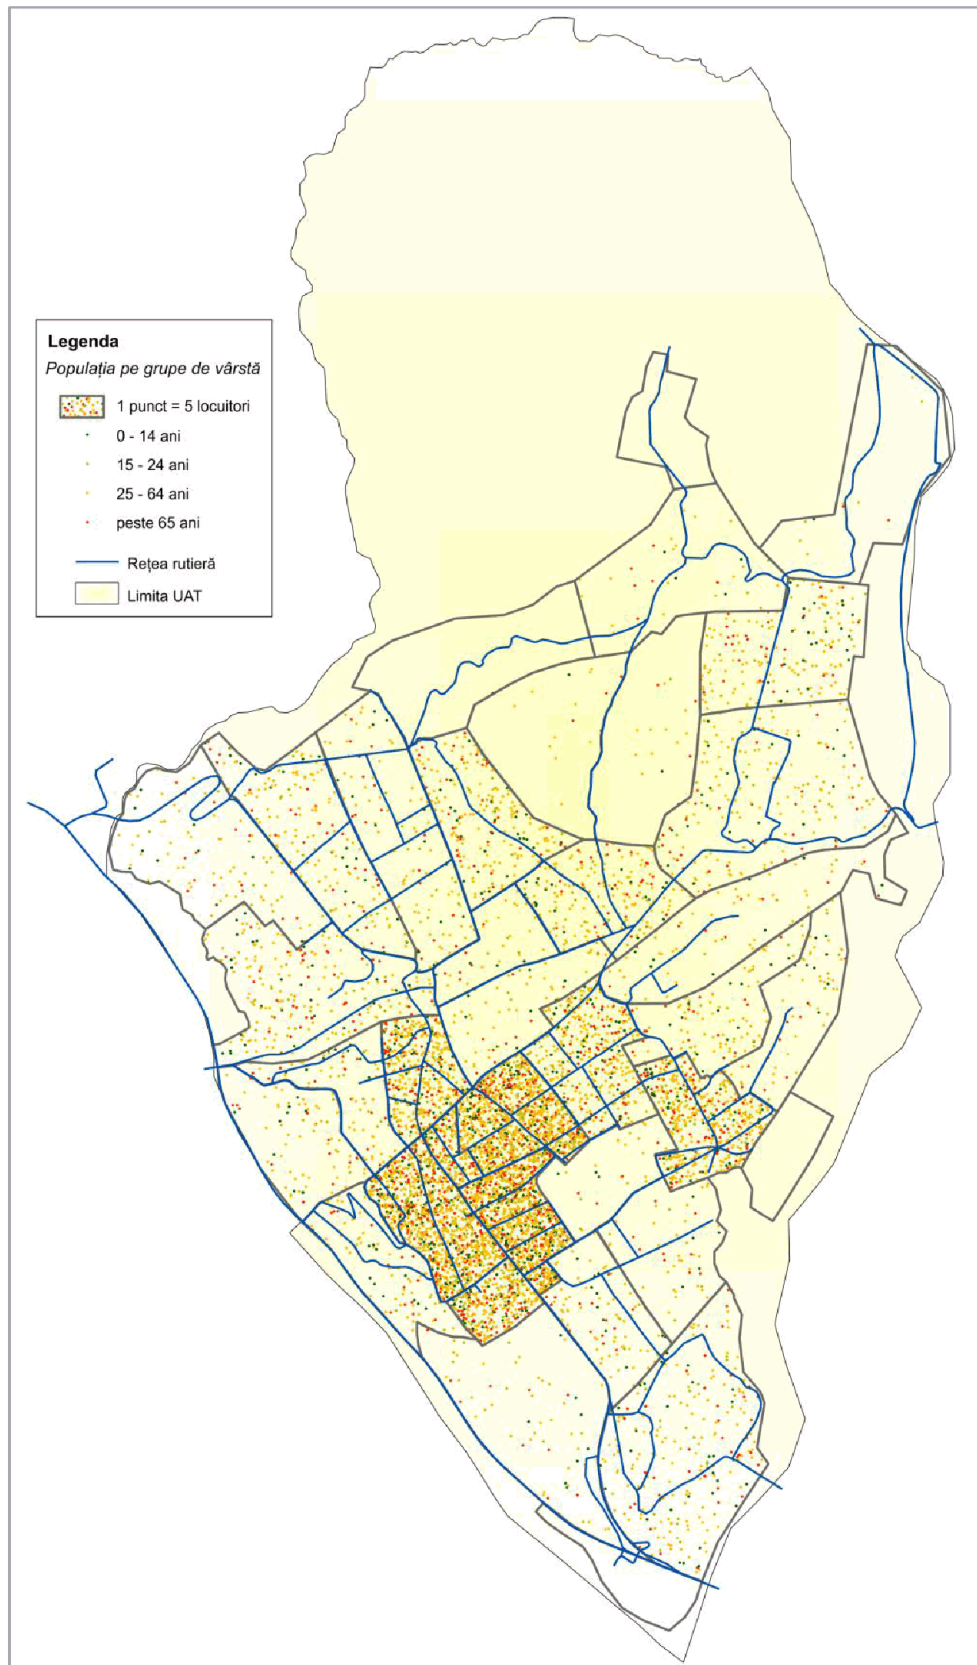 Legenda
Populația pe grupe de vârstă
1 punct = 5 locuitori
0 - 14 ani
15 - 24 ani
25 - 64 ani
peste 65 ani
Rețea rutieră
Limita UAT